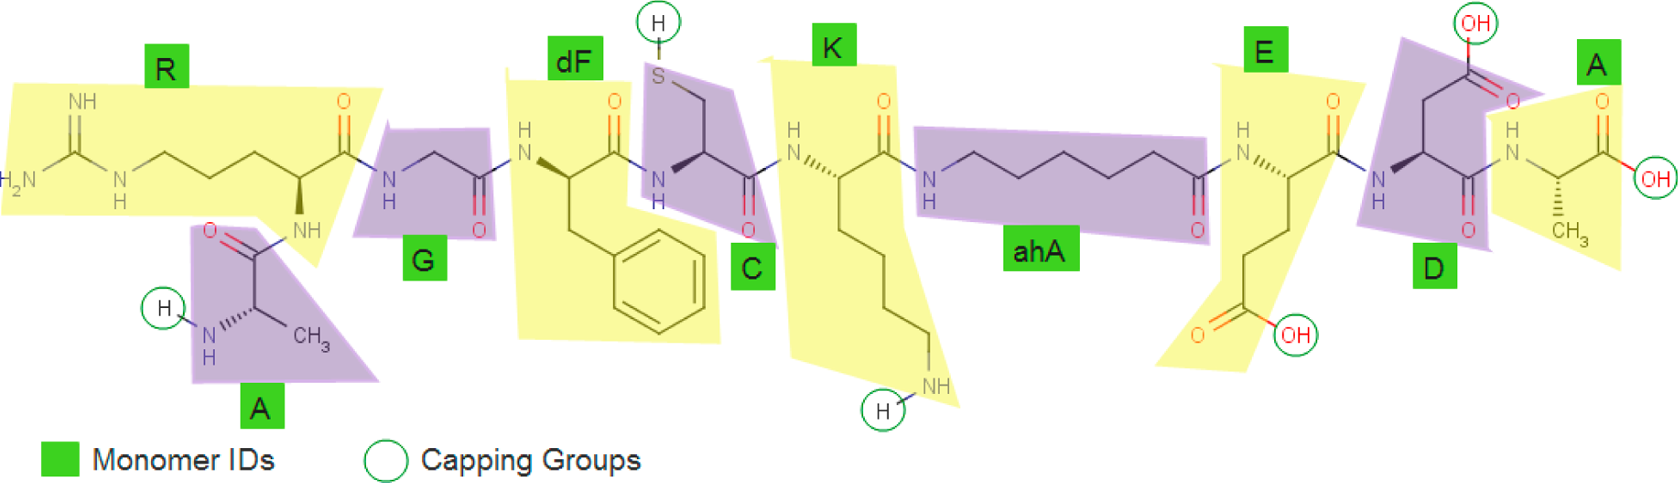 H
OH
R
dF
K
E
A
NH
O
S
O
O
O
O
O
H
H
H
H
H₂N
N
H
N
H
N
N
H
N
N
H
N
N
H
N
OH
O
NH
O
G
O
C
O
ahA
O
D
O
CH₃
H
N
H
CH₃
O
OH
A
NH
H
Monomer IDs
Capping Groups